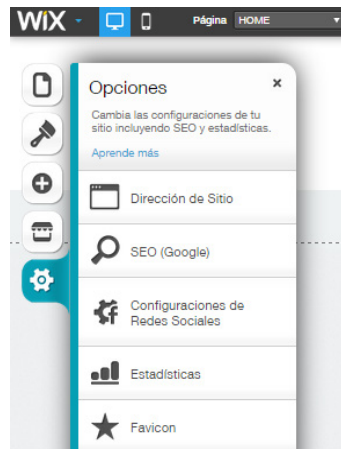 WiX Página HOME
Opciones
Cambia las configuraciones de tu
sitio incluyendo SEO y estadísticas.
Aprende más
Dirección de Sitio
SEO (Google)
Configuraciones de
Redes Sociales
Estadísticas
Favicon